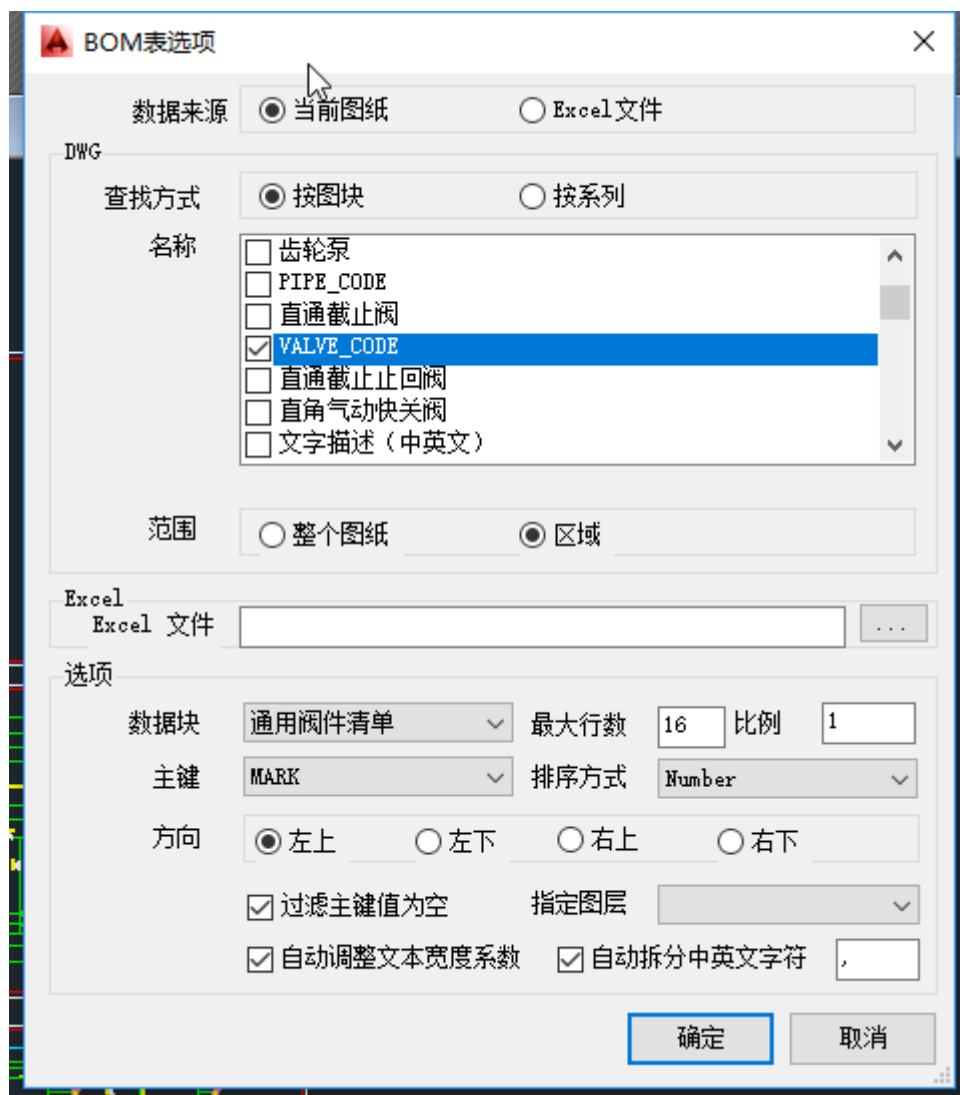 BOM表选项
数据来源 当前图纸 Excel文件
DWG
查找方式 按图块 按系列
名称
齿轮泵
PIPE_CODE
直通截止阀
VALVE_CODE
直通截止止回阀
直角气动快关阀
文字描述（中英文）
范围 整个图纸 区域
Excel
Excel 文件 ...
选项
数据块 通用阀件清单 最大行数 16 比例 1
主键 MARK 排序方式 Number
方向 左上 左下 右上 右下
过滤主键值为空 指定图层
自动调整文本宽度系数 自动拆分中英文字符 ,
确定 取消